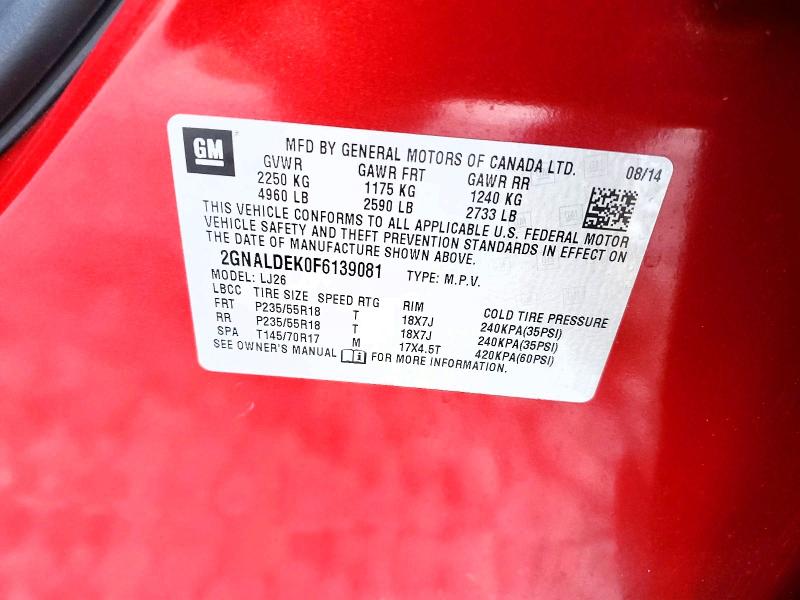 GM
MFD BY GENERAL MOTORS OF CANADA LTD. 08/14
GVWR GAWR FRT GAWR RR
2250 KG 1175 KG 1240 KG
4960 LB 2590 LB 2733 LB
THIS VEHICLE CONFORMS TO ALL APPLICABLE U.S. FEDERAL MOTOR
VEHICLE SAFETY AND THEFT PREVENTION STANDARDS IN EFFECT ON
THE DATE OF MANUFACTURE SHOWN ABOVE.
2GNALDEK0F6139081 TYPE: M.P.V.
MODEL: LJ26
LBCC TIRE SIZE SPEED RTG RIM COLD TIRE PRESSURE
FRT P235/55R18 T 18X7J 240KPA(35PSI)
RR P235/55R18 T 18X7J 240KPA(35PSI)
SPA T145/70R17 M 17X4.5T 420KPA(60PSI)
SEE OWNER'S MANUAL FOR MORE INFORMATION.